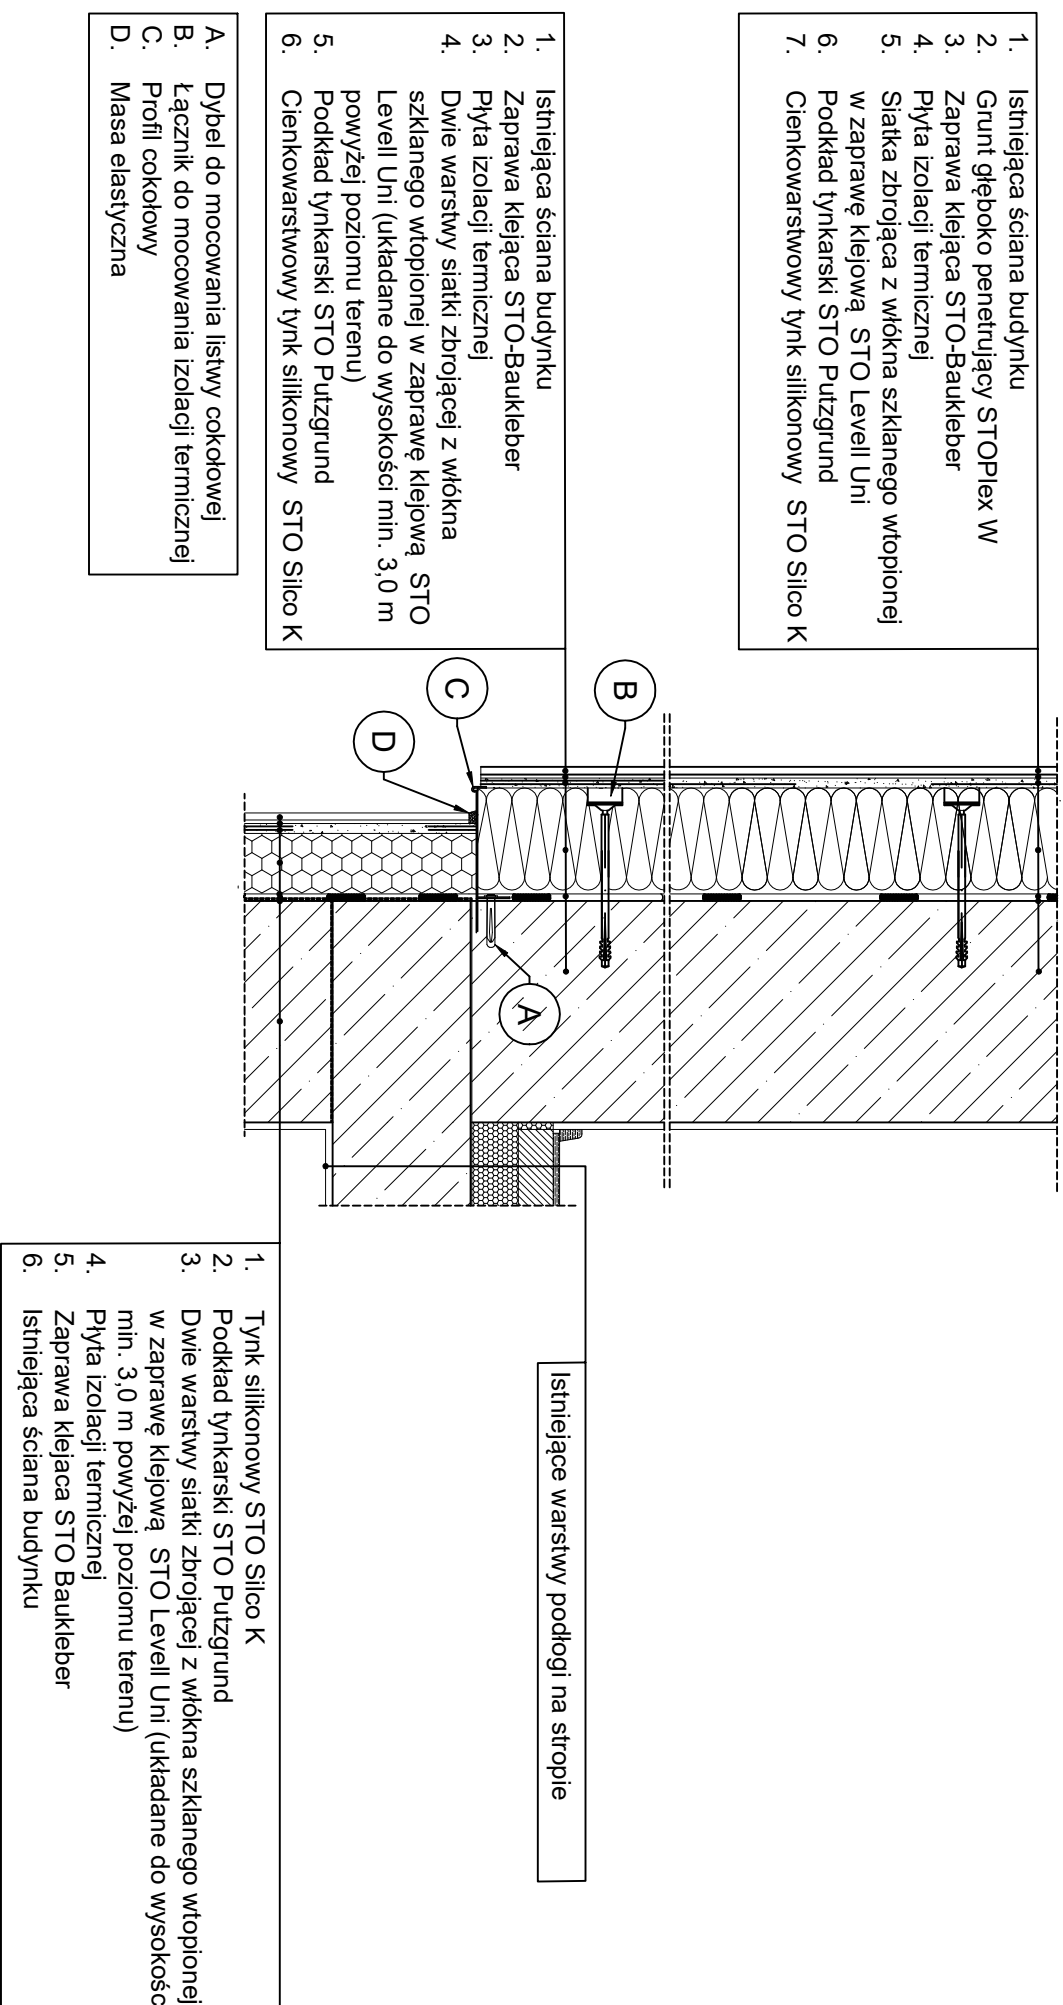 1. Istniejąca ściana budynku
2. Grunt głęboko penetrujący STOPlex W
3. Zaprawa klejąca STO-Baukleber
4. Płyta izolacji termicznej
5. Siatka zbrojąca z włókna szklanego wtopionej
w zaprawę klejową STO Levell Uni
6. Podkład tynkarski STO Putzgrund
7. Cienkowarstwowy tynk silikonowy STO Silco K
1. Istniejąca ściana budynku
2. Zaprawa klejąca STO-Baukleber
3. Płyta izolacji termicznej
4. Dwie warstwy siatki zbrojącej z włókna
szklanego wtopionej w zaprawę klejową STO
Levell Uni (układane do wysokości min. 3,0 m
powyżej poziomu terenu)
5. Podkład tynkarski STO Putzgrund
6. Cienkowarstwowy tynk silikonowy STO Silco K
A. Dybel do mocowania listwy cokołowej
B. Łącznik do mocowania izolacji termicznej
C. Profil cokołowy
D. Masa elastyczna
B
C
D
A
Istniejące warstwy podłogi na stropie
1. Tynk silikonowy STO Silco K
2. Podkład tynkarski STO Putzgrund
3. Dwie warstwy siatki zbrojącej z włókna szklanego wtopionej
w zaprawę klejową STO Levell Uni (układane do wysokośc
min. 3,0 m powyżej poziomu terenu)
4. Płyta izolacji termicznej
5. Zaprawa klejaca STO Baukleber
6. Istniejąca ściana budynku